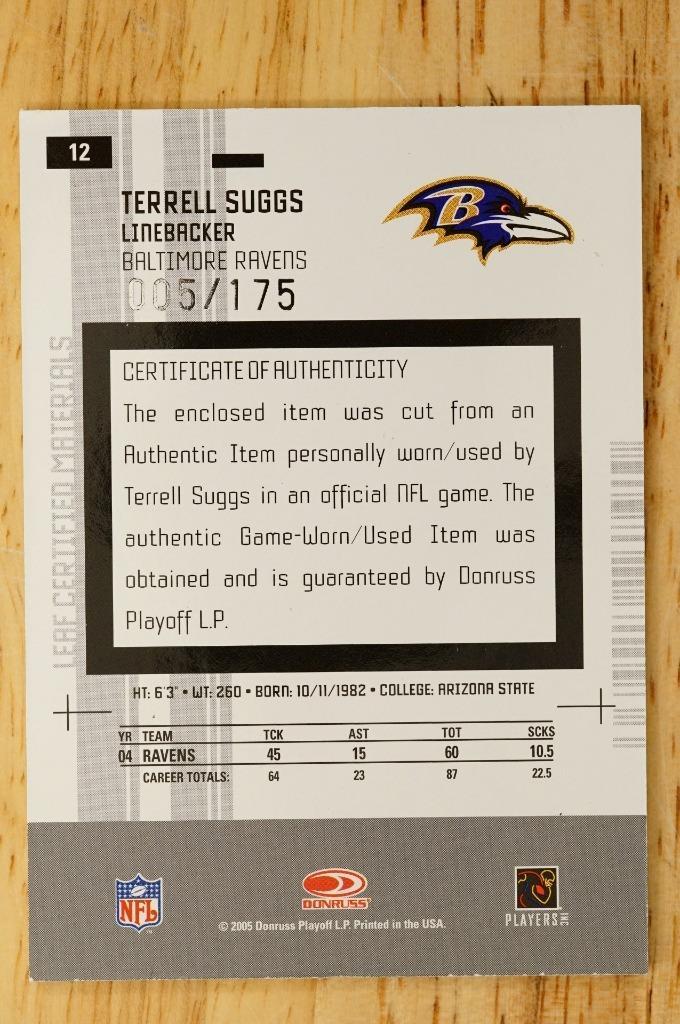 12
TERRELL SUGGS
LINEBACKER
BALTIMORE RAVENS
005/175
B
LEAF CERTIFIED MATERIALS
CERTIFICATE OF AUTHENTICITY
The enclosed item was cut from an
Authentic Item personally worn/used by
Terrell Suggs in an official NFL game. The
authentic Game-Worn/Used Item was
obtained and is guaranteed by Donruss
Playoff L.P.
HT: 6'3" • WT: 260 • BORN: 10/11/1982 • COLLEGE: ARIZONA STATE
YR TEAM TCK AST TOT SCKS
04 RAVENS 45 15 60 10.5
CAREER TOTALS: 64 23 87 22.5
NFL
DONRUSS
PLAYERS INC
© 2005 Donruss Playoff L.P. Printed in the USA.